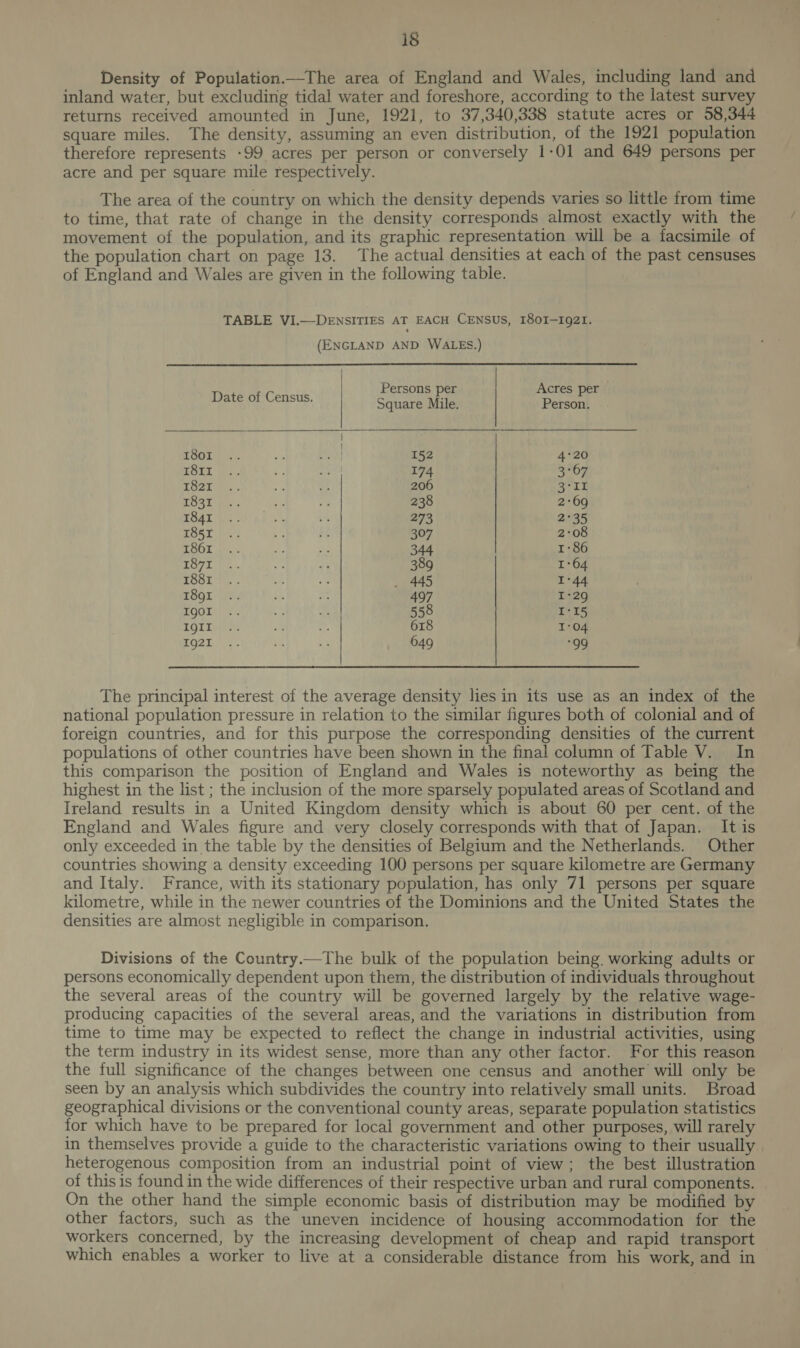 18
Density of Population.—The area of England and Wales, including land and
inland water, but excluding tidal water and foreshore, according to the latest survey
returns received amounted in June, 1921, to 37,340,338 statute acres or 58,344
square miles. The density, assuming an even distribution, of the 1921 population
therefore represents ·99 acres per person or conversely 1·01 and 649 persons per
acre and per square mile respectively.
The area of the country on which the density depends varies so little from time
to time, that rate of change in the density corresponds almost exactly with the
movement of the population, and its graphic representation will be a facsimile of
the population chart on page 13. The actual densities at each of the past censuses
of England and Wales are given in the following table.
TABLE VI.—Densities at each Census, 1801–1921.
(England and Wales.)
Date of Census. Persons per Square Mile. Acres per Person.
1801 .. .. .. 152 4·20
1811 .. .. .. 174 3·67
1821 .. .. .. 206 3·11
1831 .. .. .. 238 2·69
1841 .. .. .. 273 2·35
1851 .. .. .. 307 2·08
1861 .. .. .. 344 1·86
1871 .. .. .. 389 1·64
1881 .. .. .. 445 1·44
1891 .. .. .. 497 1·29
1901 .. .. .. 558 1·15
1911 .. .. .. 618 1·04
1921 .. .. .. 649 ·99
The principal interest of the average density lies in its use as an index of the
national population pressure in relation to the similar figures both of colonial and of
foreign countries, and for this purpose the corresponding densities of the current
populations of other countries have been shown in the final column of Table V. In
this comparison the position of England and Wales is noteworthy as being the
highest in the list; the inclusion of the more sparsely populated areas of Scotland and
Ireland results in a United Kingdom density which is about 60 per cent. of the
England and Wales figure and very closely corresponds with that of Japan. It is
only exceeded in the table by the densities of Belgium and the Netherlands. Other
countries showing a density exceeding 100 persons per square kilometre are Germany
and Italy. France, with its stationary population, has only 71 persons per square
kilometre, while in the newer countries of the Dominions and the United States the
densities are almost negligible in comparison.
Divisions of the Country.—The bulk of the population being working adults or
persons economically dependent upon them, the distribution of individuals throughout
the several areas of the country will be governed largely by the relative wage-
producing capacities of the several areas, and the variations in distribution from
time to time may be expected to reflect the change in industrial activities, using
the term industry in its widest sense, more than any other factor. For this reason
the full significance of the changes between one census and another will only be
seen by an analysis which subdivides the country into relatively small units. Broad
geographical divisions or the conventional county areas, separate population statistics
for which have to be prepared for local government and other purposes, will rarely
in themselves provide a guide to the characteristic variations owing to their usually
heterogenous composition from an industrial point of view; the best illustration
of this is found in the wide differences of their respective urban and rural components.
On the other hand the simple economic basis of distribution may be modified by
other factors, such as the uneven incidence of housing accommodation for the
workers concerned, by the increasing development of cheap and rapid transport
which enables a worker to live at a considerable distance from his work, and in